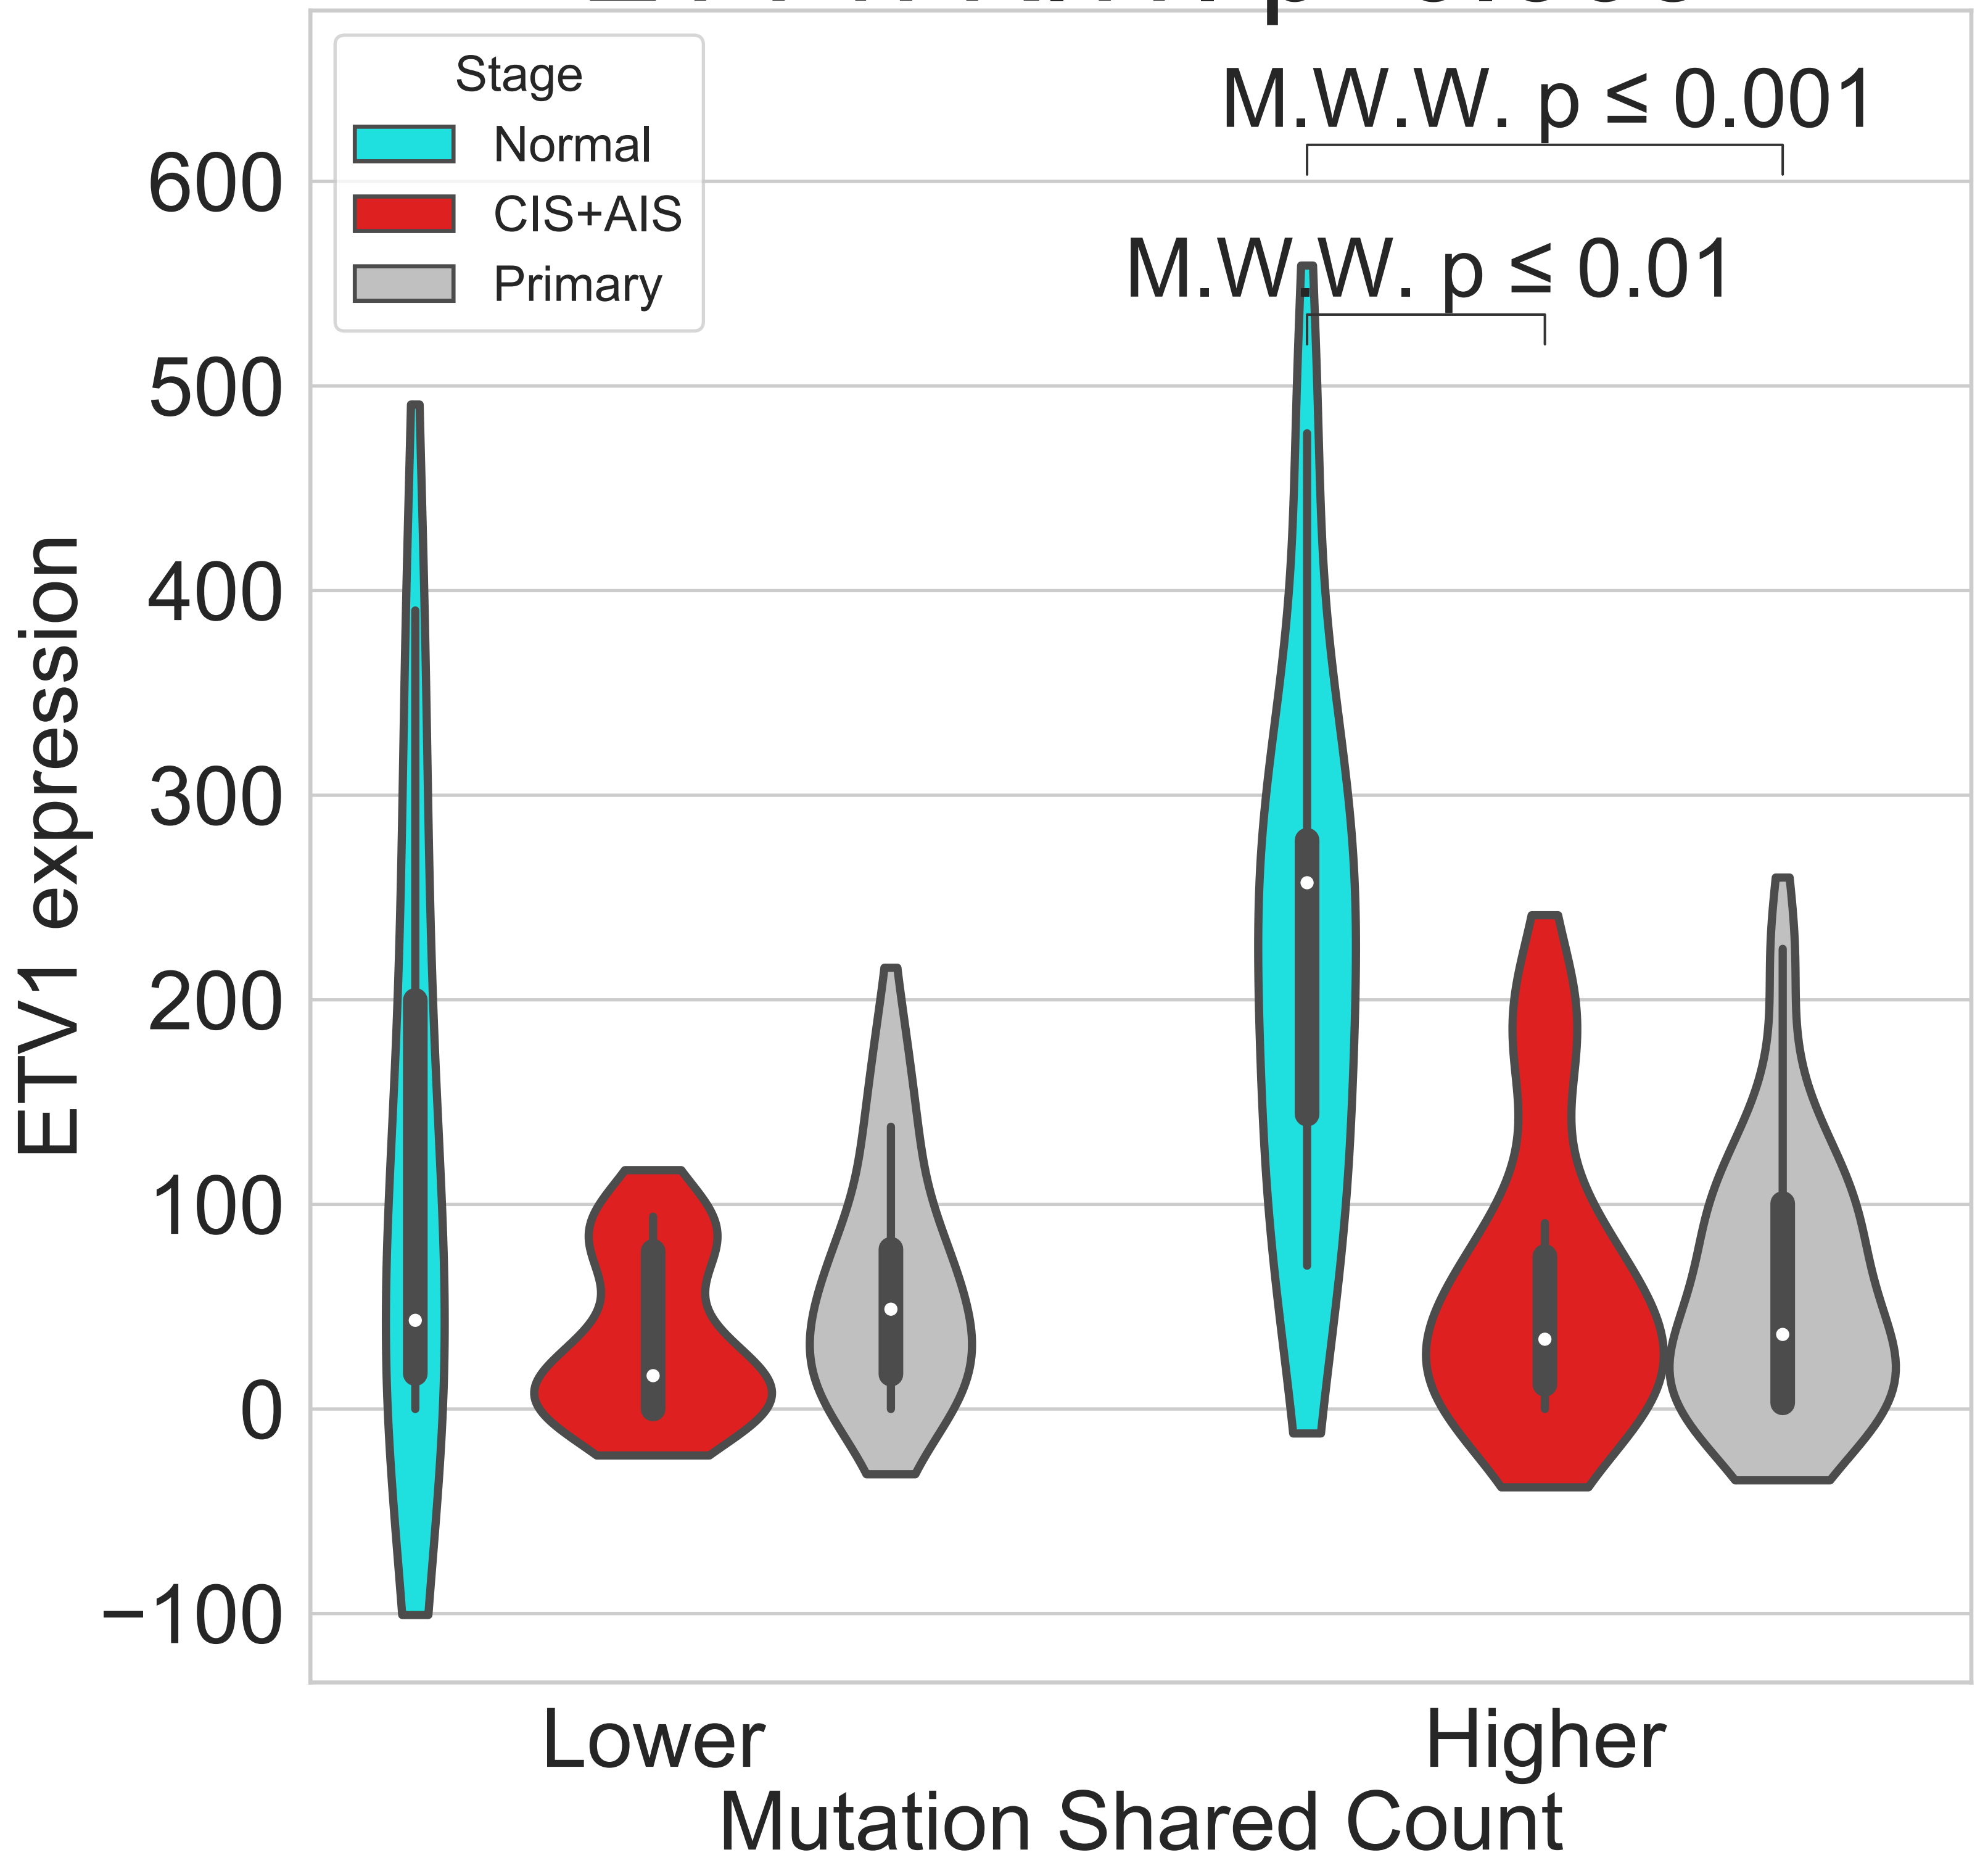 Stage
Normal
CIS+AIS
Primary
M.W.W. p ≤ 0.001
M.W.W. p ≤ 0.01
600
500
400
300
200
100
0
−100
ETV1 expression
Lower
Higher
Mutation Shared Count